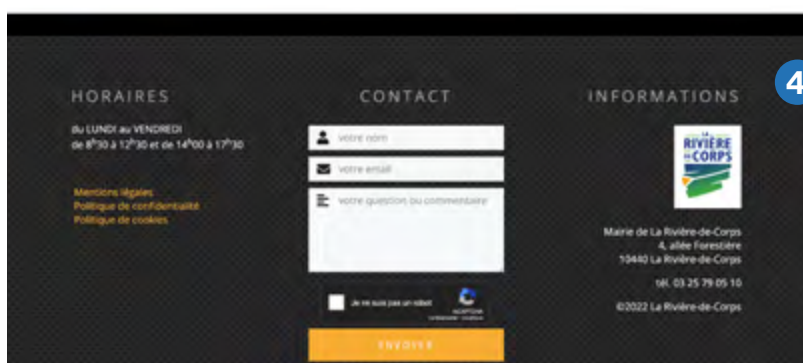 HORAIRES
du LUNDI au VENDREDI
de 8h30 à 12h30 et de 14h00 à 17h30
Mentions légales
Politique de confidentialité
Politique de cookies
CONTACT
votre nom
votre email
votre question ou commentaire
Je ne suis pas un robot
reCAPTCHA
ENVOYER
INFORMATIONS
4
LA
RIVIÈRE
DE CORPS
Mairie de La Rivière-de-Corps
4, allée Forestière
10440 La Rivière-de-Corps
tél. 03 25 79 05 10
©2022 La Rivière-de-Corps